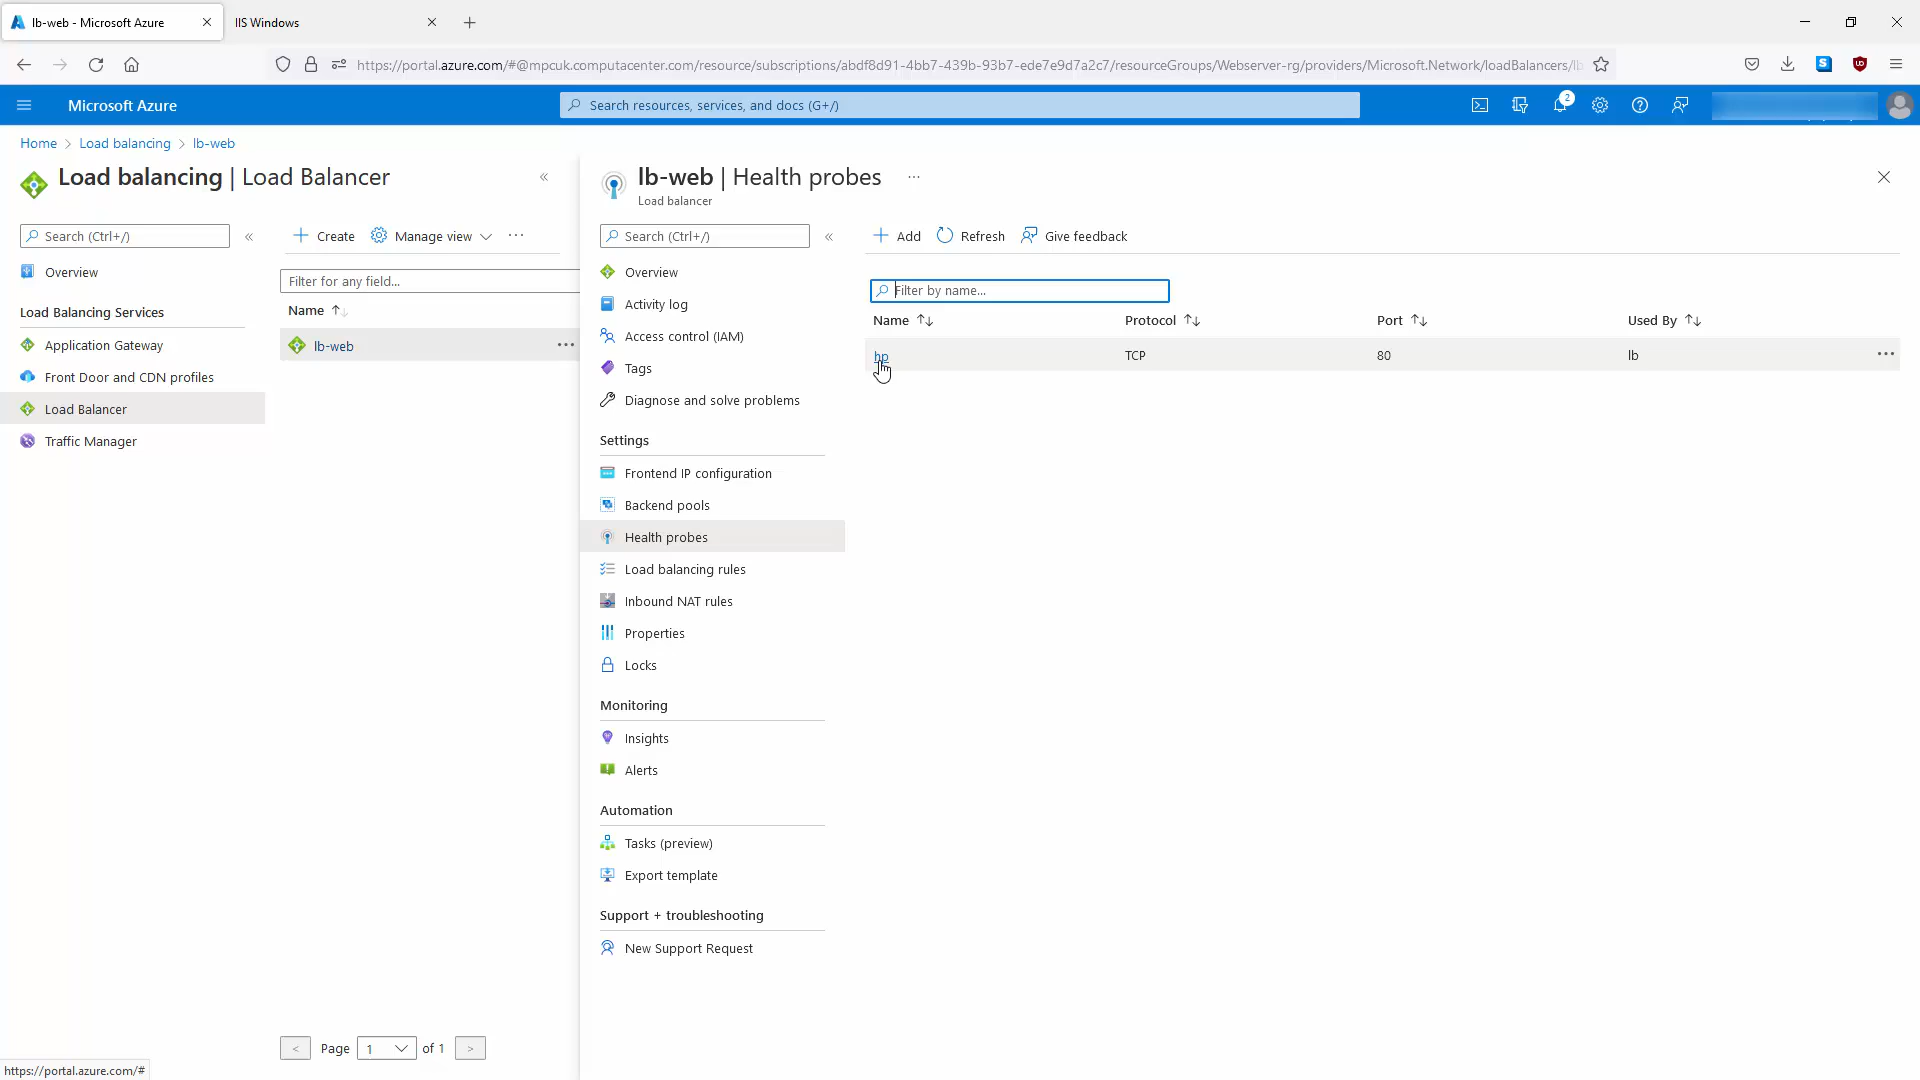 lb-web - Microsoft Azure
IIS Windows
https://portal.azure.com/#@mpcuk.computacenter.com/resource/subscriptions/abdf8d91-4bb7-439b-93b7-ede7e9d7a2c7/resourceGroups/Webserver-rg/providers/Microsoft.Network/loadBalancers/lb
Microsoft Azure
Search resources, services, and docs (G+/)
2
Home > Load balancing > lb-web
Load balancing | Load Balancer
Search (Ctrl+/)
Overview
Load Balancing Services
Application Gateway
Front Door and CDN profiles
Load Balancer
Traffic Manager
Create
Manage view
Filter for any field...
Name
lb-web
< Page 1 of 1 >
lb-web | Health probes
Load balancer
Search (Ctrl+/)
Overview
Activity log
Access control (IAM)
Tags
Diagnose and solve problems
Settings
Frontend IP configuration
Backend pools
Health probes
Load balancing rules
Inbound NAT rules
Properties
Locks
Monitoring
Insights
Alerts
Automation
Tasks (preview)
Export template
Support + troubleshooting
New Support Request
Add
Refresh
Give feedback
Filter by name...
Name Protocol Port Used By
hp TCP 80 lb
https://portal.azure.com/#